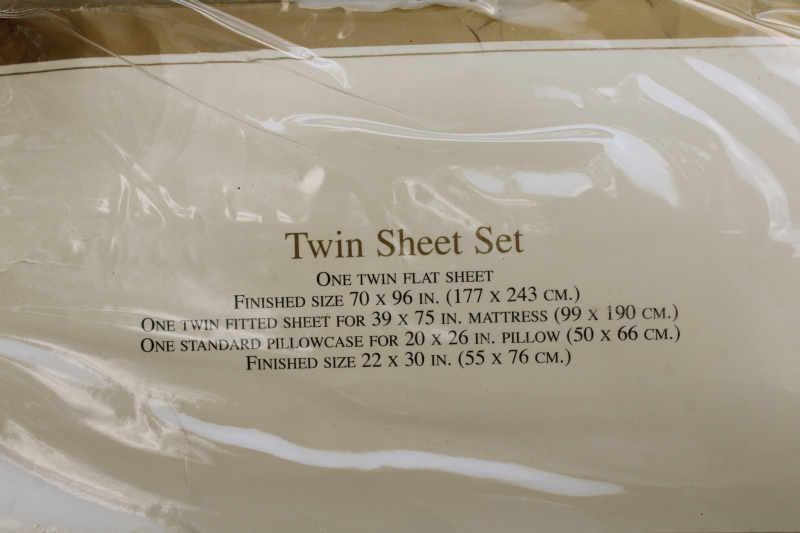 Twin Sheet Set
ONE TWIN FLAT SHEET
FINISHED SIZE 70 X 96 IN. (177 X 243 CM.)
ONE TWIN FITTED SHEET FOR 39 X 75 IN. MATTRESS (99 X 190 CM.)
ONE STANDARD PILLOWCASE FOR 20 X 26 IN. PILLOW (50 X 66 CM.)
FINISHED SIZE 22 X 30 IN. (55 X 76 CM.)